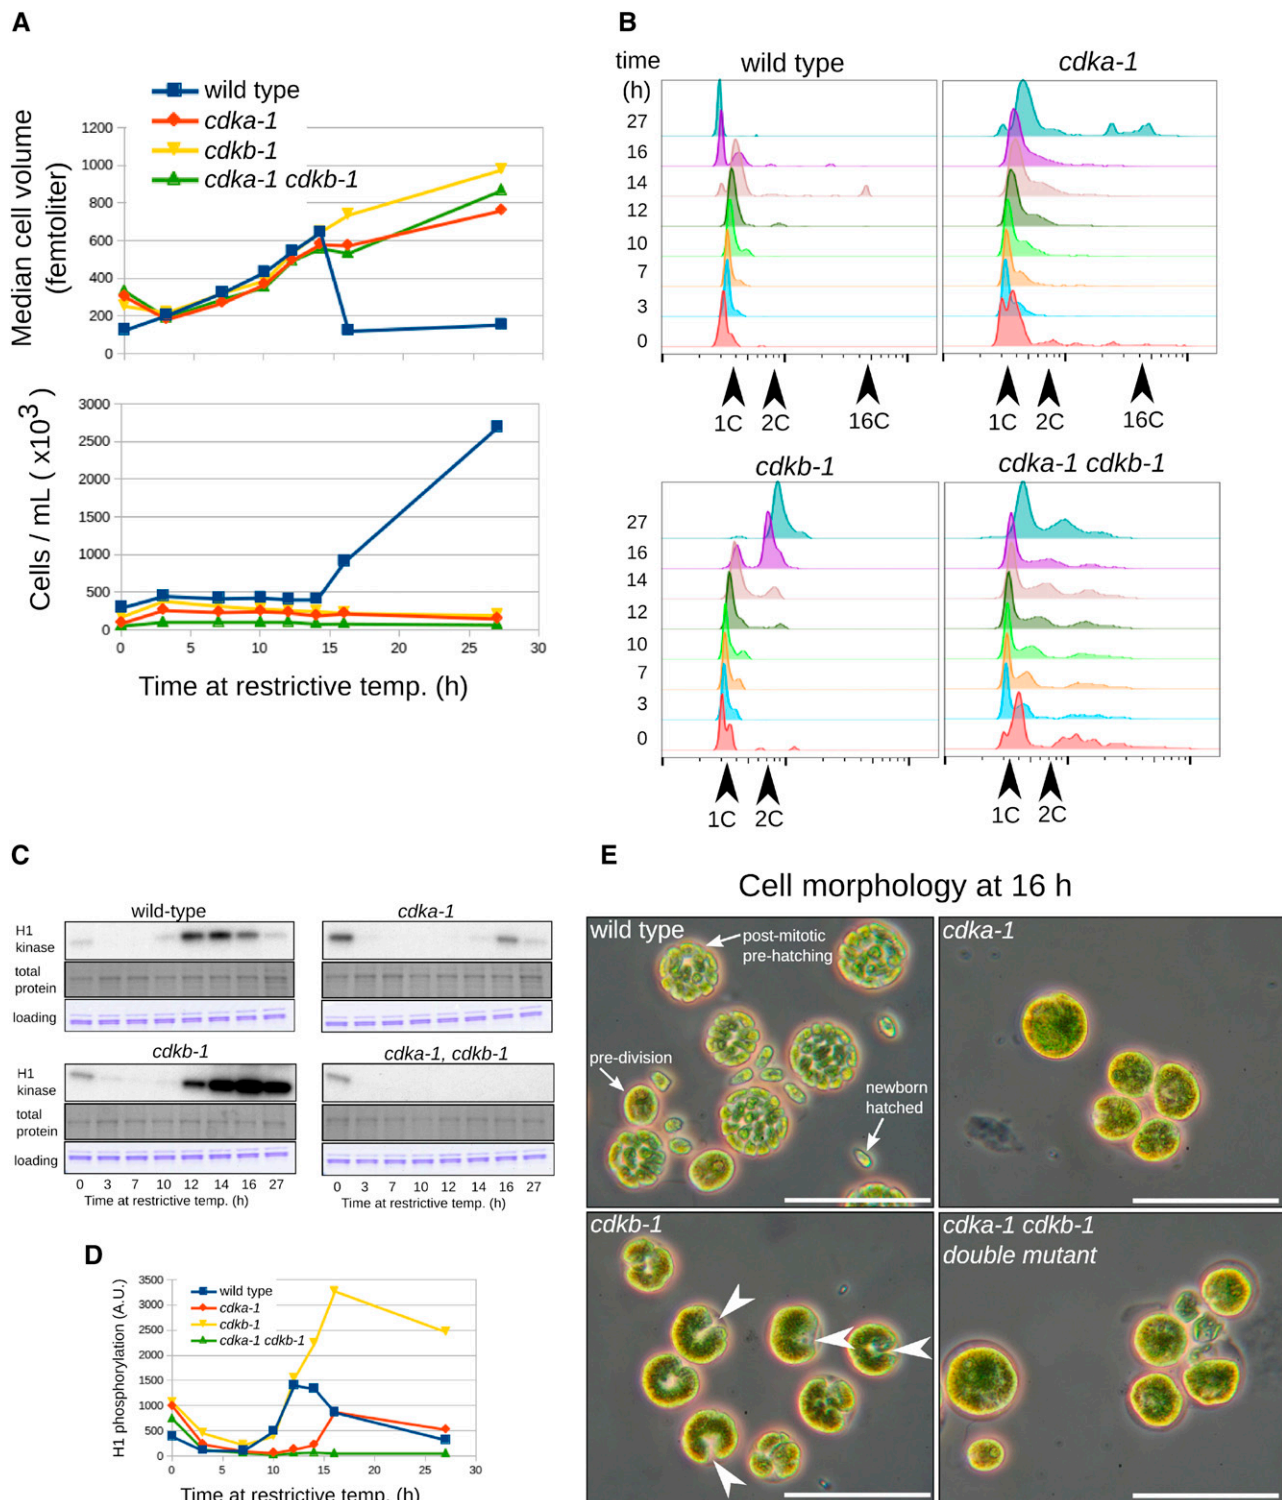 A
wild type
cdka-1
cdkb-1
cdka-1 cdkb-1
Median cell volume
(femtoliter)
1200
1000
800
600
400
200
0
Cells / mL ( x10³ )
3000
2500
2000
1500
1000
500
0
0 5 10 15 20 25 30
Time at restrictive temp. (h)
B
time
(h)
wild type
cdka-1
27
16
14
12
10
7
3
0
1C 2C 16C
1C 2C 16C
cdkb-1
cdka-1 cdkb-1
27
16
14
12
10
7
3
0
1C 2C
1C 2C
C
wild-type
cdka-1
H1
kinase
total
protein
loading
cdkb-1
cdka-1, cdkb-1
H1
kinase
total
protein
loading
0 3 7 10 12 14 16 27
0 3 7 10 12 14 16 27
Time at restrictive temp. (h)
Time at restrictive temp. (h)
D
H1 phosphorylation (A.U.)
3500
3000
2500
2000
1500
1000
500
0
wild type
cdka-1
cdkb-1
cdka-1 cdkb-1
0 5 10 15 20 25 30
Time at restrictive temp. (h)
E
Cell morphology at 16 h
wild type
post-mitotic
pre-hatching
pre-division
newborn
hatched
cdka-1
cdkb-1
cdka-1 cdkb-1
double mutant